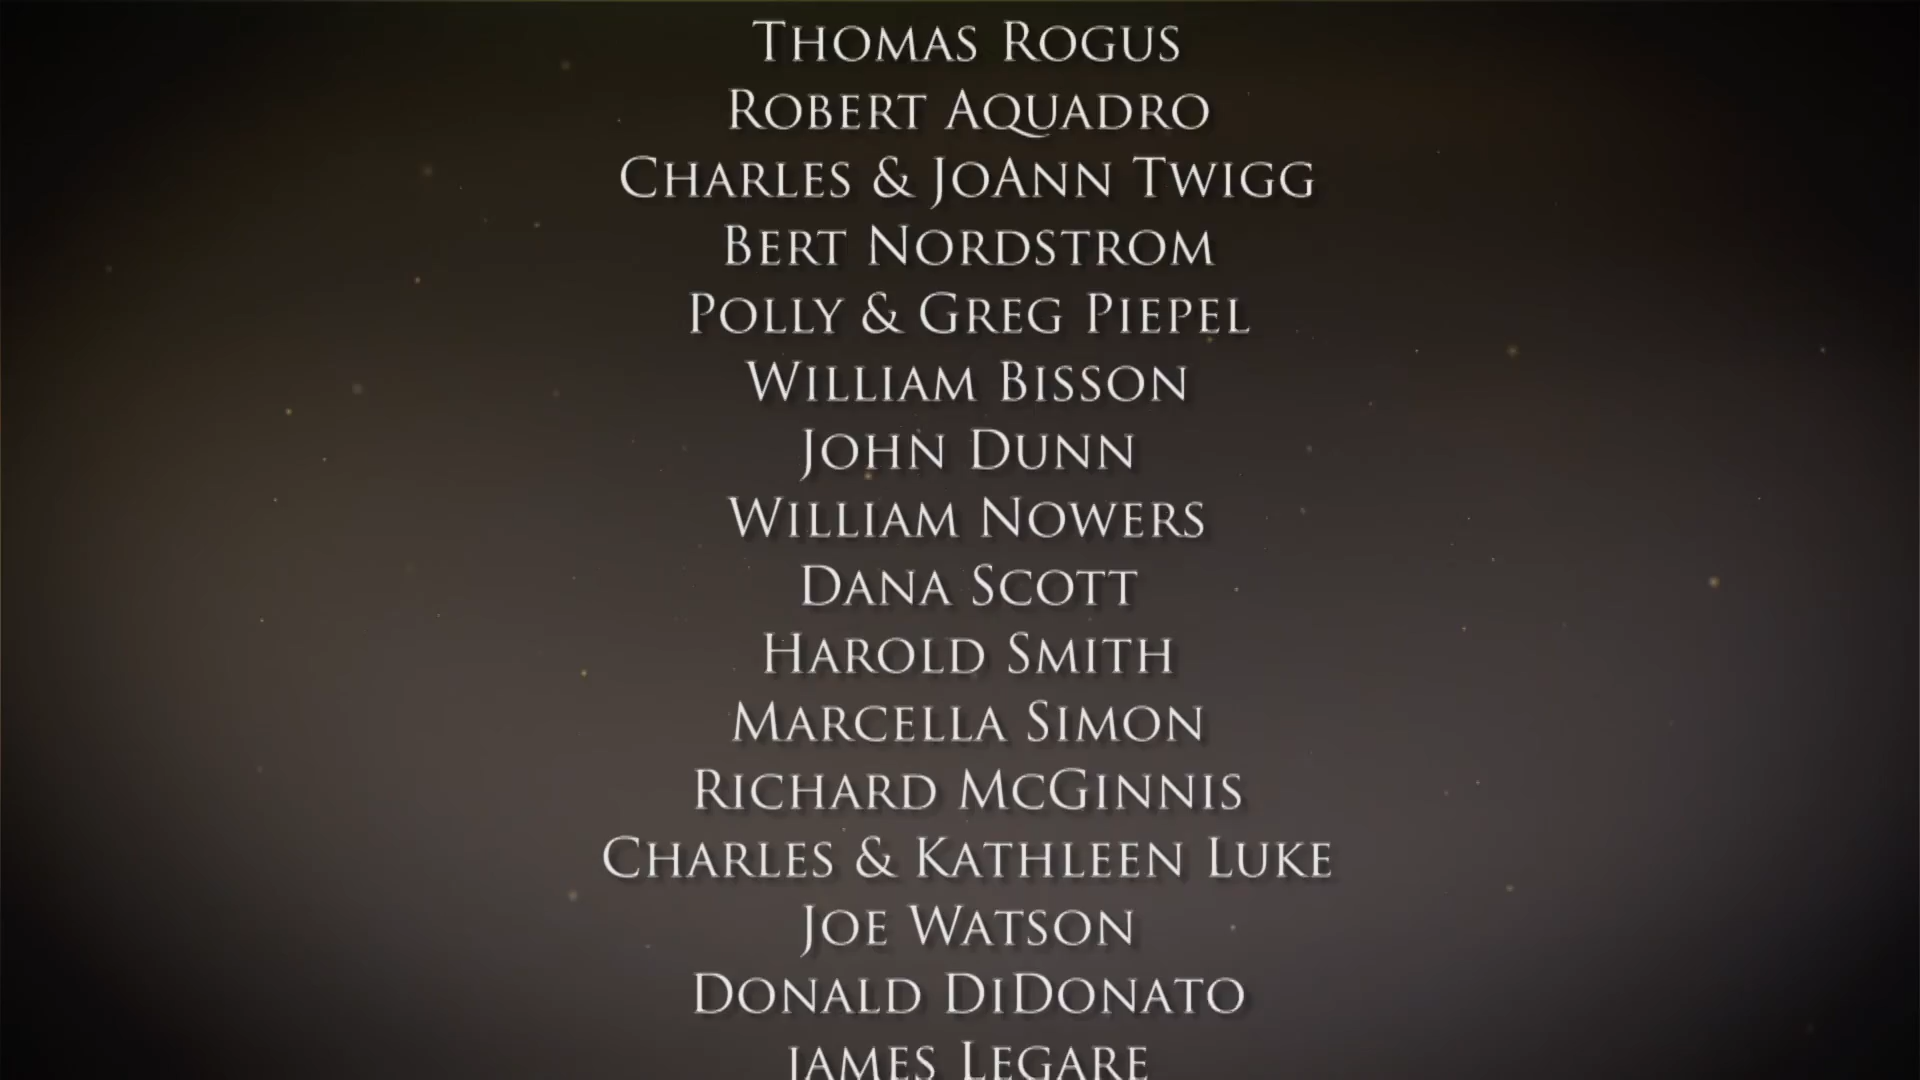 Thomas Rogus
Robert Aquadro
Charles & JoAnn Twigg
Bert Nordstrom
Polly & Greg Piepel
William Bisson
John Dunn
William Nowers
Dana Scott
Harold Smith
Marcella Simon
Richard McGinnis
Charles & Kathleen Luke
Joe Watson
Donald DiDonato
James Legare